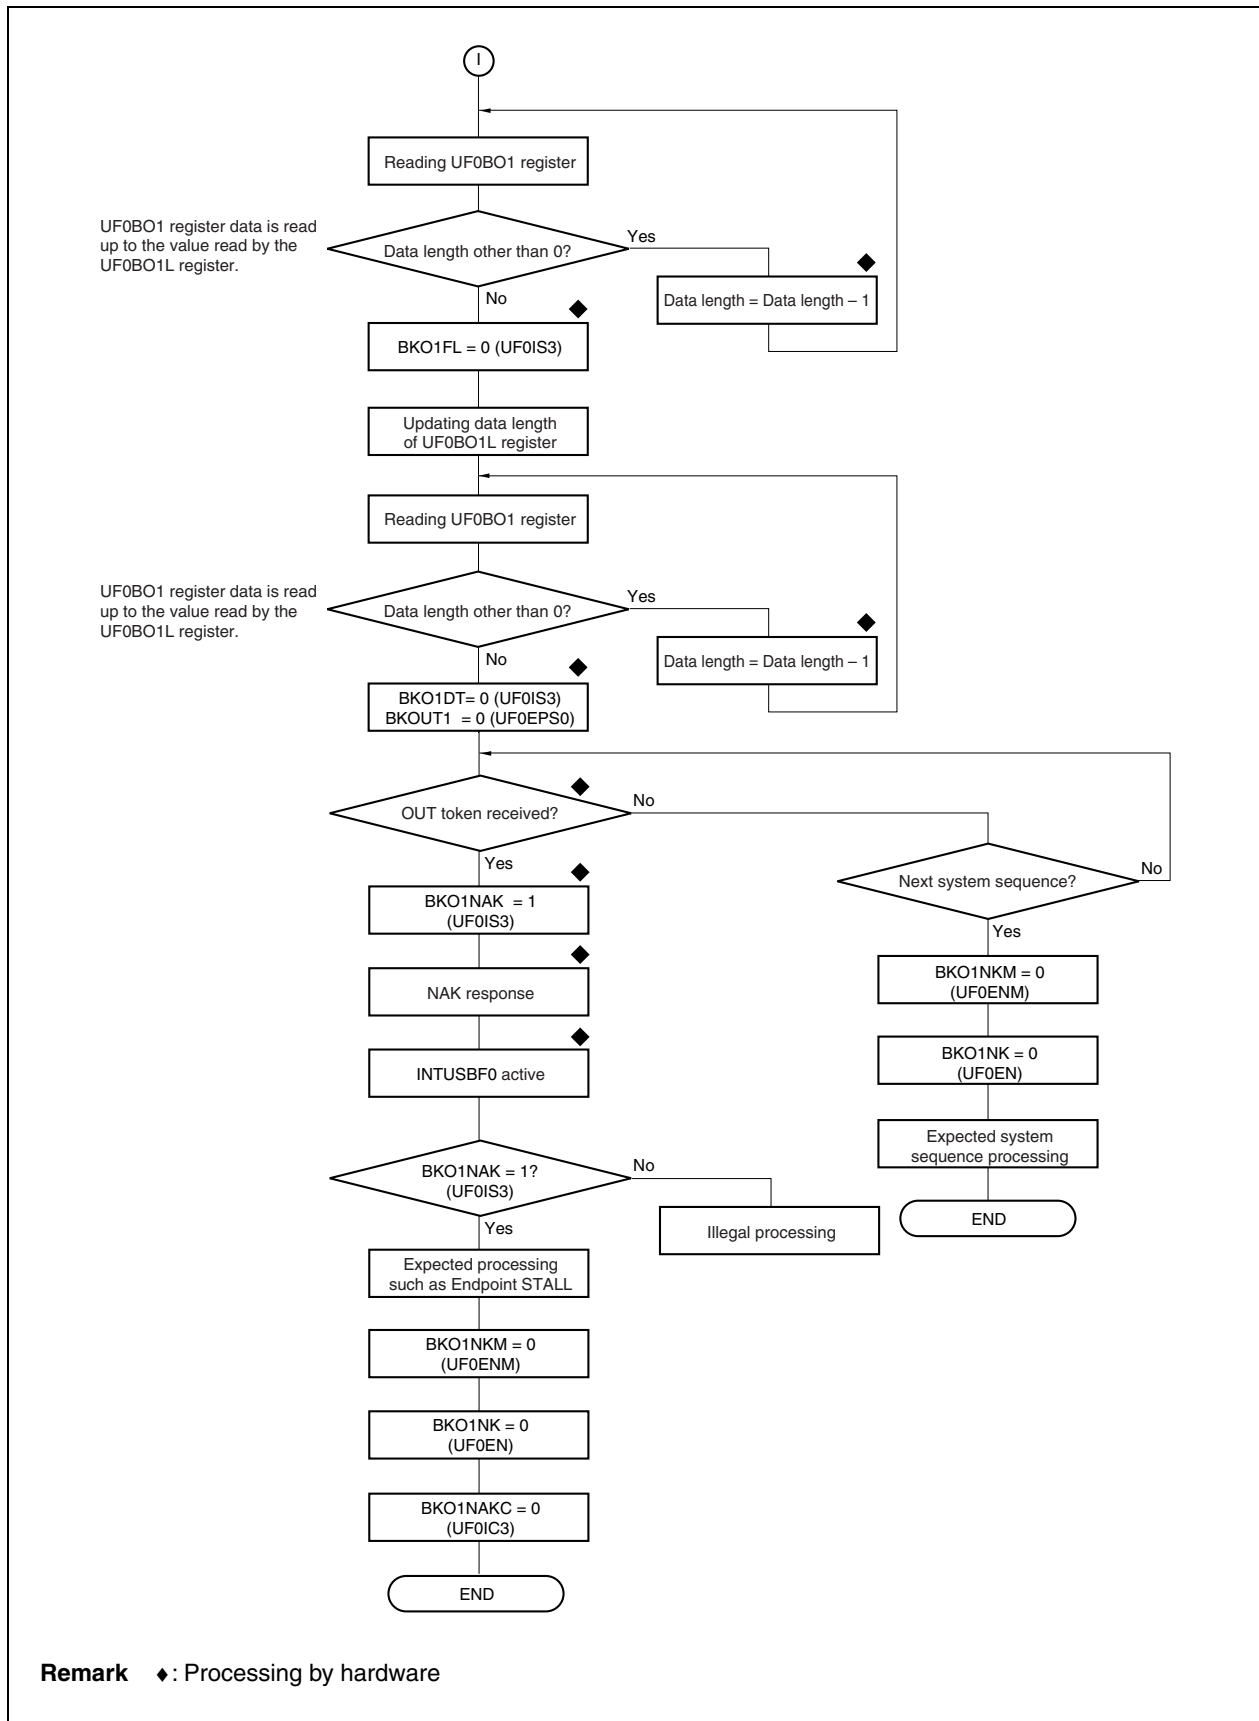 I
Reading UF0BO1 register
UF0BO1 register data is read
up to the value read by the
UF0BO1L register.
Data length other than 0?
Yes
Data length = Data length – 1
No
BKO1FL = 0 (UF0IS3)
Updating data length
of UF0BO1L register
Reading UF0BO1 register
UF0BO1 register data is read
up to the value read by the
UF0BO1L register.
Data length other than 0?
Yes
Data length = Data length – 1
No
BKO1DT= 0 (UF0IS3)
BKOUT1 = 0 (UF0EPS0)
OUT token received?
No
Yes
Next system sequence?
No
Yes
BKO1NAK = 1
(UF0IS3)
NAK response
INTUSBF0 active
BKO1NKM = 0
(UF0ENM)
BKO1NK = 0
(UF0EN)
Expected system
sequence processing
END
BKO1NAK = 1?
(UF0IS3)
No
Illegal processing
Yes
Expected processing
such as Endpoint STALL
BKO1NKM = 0
(UF0ENM)
BKO1NK = 0
(UF0EN)
BKO1NAKC = 0
(UF0IC3)
END
Remark ♦: Processing by hardware